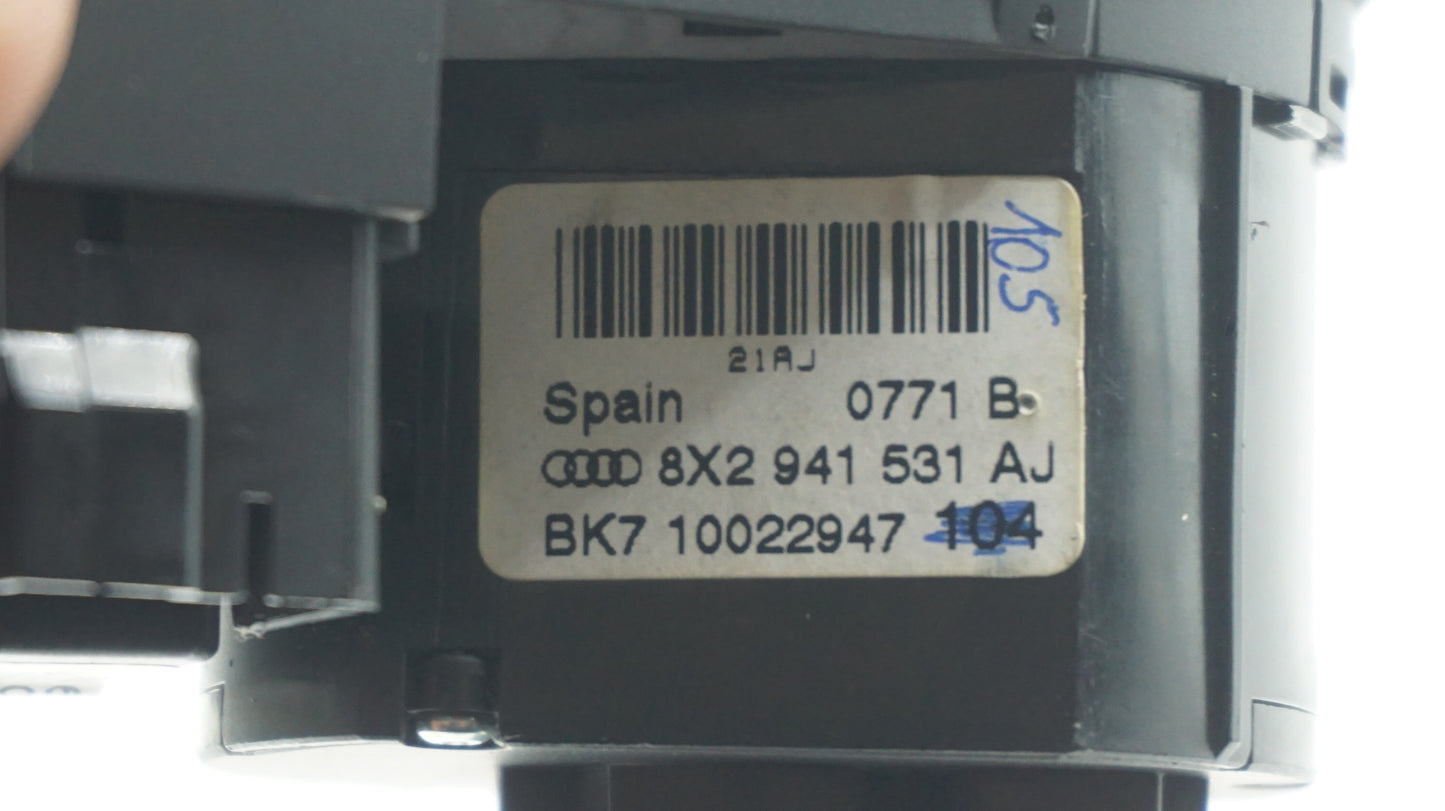 105
21AJ
Spain 0771 B
8X2 941 531 AJ
BK7 10022947 104